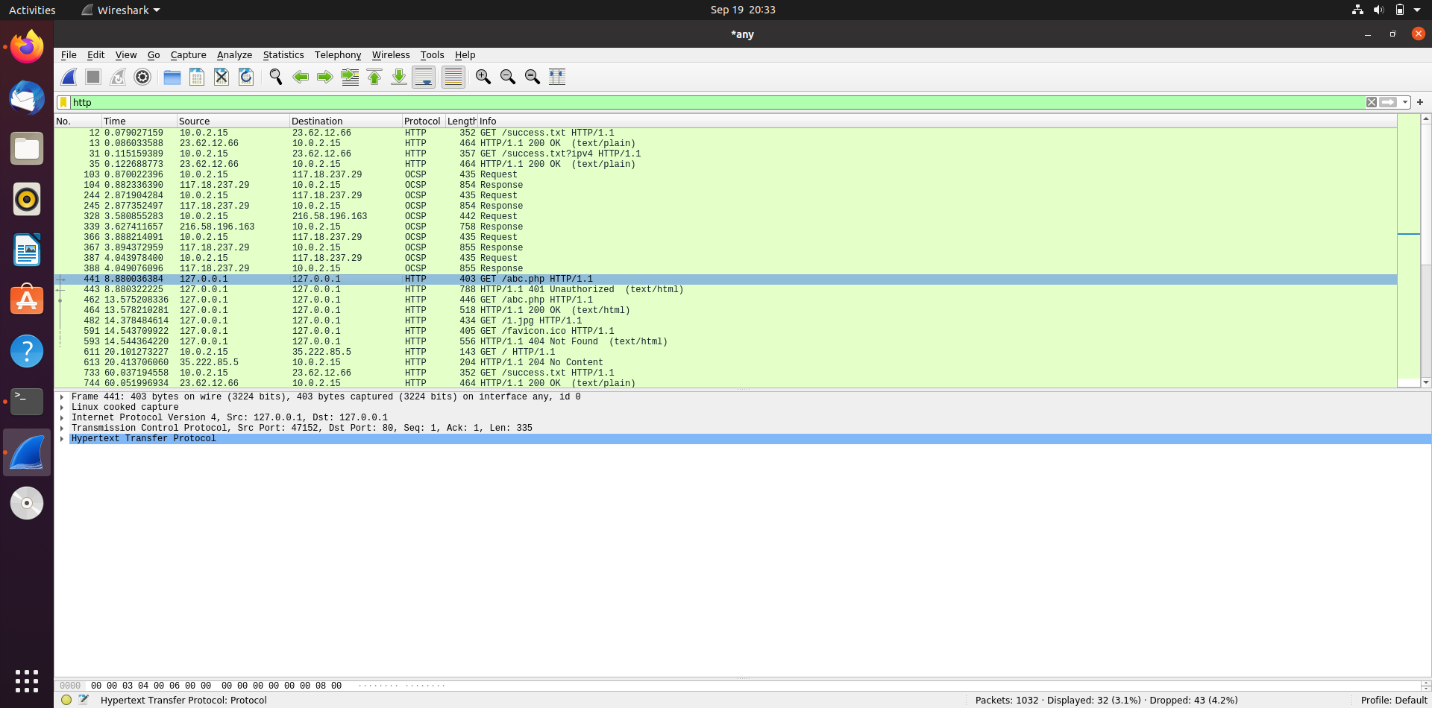 Activities Wireshark Sep 19 20:33
*any
File Edit View Go Capture Analyze Statistics Telephony Wireless Tools Help
http
No. Time Source Destination Protocol Length Info
12 0.079027159 10.0.2.15 23.62.12.66 HTTP 352 GET /success.txt HTTP/1.1
13 0.086033588 23.62.12.66 10.0.2.15 HTTP 464 HTTP/1.1 200 OK (text/plain)
31 0.115159389 10.0.2.15 23.62.12.66 HTTP 357 GET /success.txt?ipv4 HTTP/1.1
35 0.122688773 23.62.12.66 10.0.2.15 HTTP 464 HTTP/1.1 200 OK (text/plain)
103 0.870022396 10.0.2.15 117.18.237.29 OCSP 435 Request
104 0.882336390 117.18.237.29 10.0.2.15 OCSP 854 Response
244 2.871904284 10.0.2.15 117.18.237.29 OCSP 435 Request
245 2.877352497 117.18.237.29 10.0.2.15 OCSP 854 Response
328 3.580855283 10.0.2.15 216.58.196.163 OCSP 442 Request
339 3.627411657 216.58.196.163 10.0.2.15 OCSP 758 Response
366 3.888214091 10.0.2.15 117.18.237.29 OCSP 435 Request
367 3.894372959 117.18.237.29 10.0.2.15 OCSP 855 Response
387 4.043978400 10.0.2.15 117.18.237.29 OCSP 435 Request
388 4.049076096 117.18.237.29 10.0.2.15 OCSP 855 Response
441 8.880036384 127.0.0.1 127.0.0.1 HTTP 403 GET /abc.php HTTP/1.1
443 8.880322225 127.0.0.1 127.0.0.1 HTTP 788 HTTP/1.1 401 Unauthorized (text/html)
462 13.575208336 127.0.0.1 127.0.0.1 HTTP 446 GET /abc.php HTTP/1.1
464 13.578210281 127.0.0.1 127.0.0.1 HTTP 518 HTTP/1.1 200 OK (text/html)
482 14.378484614 127.0.0.1 127.0.0.1 HTTP 434 GET /1.jpg HTTP/1.1
591 14.543709922 127.0.0.1 127.0.0.1 HTTP 405 GET /favicon.ico HTTP/1.1
593 14.544364220 127.0.0.1 127.0.0.1 HTTP 556 HTTP/1.1 404 Not Found (text/html)
611 20.101273227 10.0.2.15 35.222.85.5 HTTP 143 GET / HTTP/1.1
613 20.413706060 35.222.85.5 10.0.2.15 HTTP 204 HTTP/1.1 204 No Content
733 60.037194558 10.0.2.15 23.62.12.66 HTTP 352 GET /success.txt HTTP/1.1
744 60.051996934 23.62.12.66 10.0.2.15 HTTP 464 HTTP/1.1 200 OK (text/plain)
Frame 441: 403 bytes on wire (3224 bits), 403 bytes captured (3224 bits) on interface any, id 0
Linux cooked capture
Internet Protocol Version 4, Src: 127.0.0.1, Dst: 127.0.0.1
Transmission Control Protocol, Src Port: 47152, Dst Port: 80, Seq: 1, Ack: 1, Len: 335
Hypertext Transfer Protocol
0000 00 00 03 04 00 06 00 00 00 00 00 00 00 00 08 00 ········ ········
Hypertext Transfer Protocol: Protocol Packets: 1032 · Displayed: 32 (3.1%) · Dropped: 43 (4.2%) Profile: Default